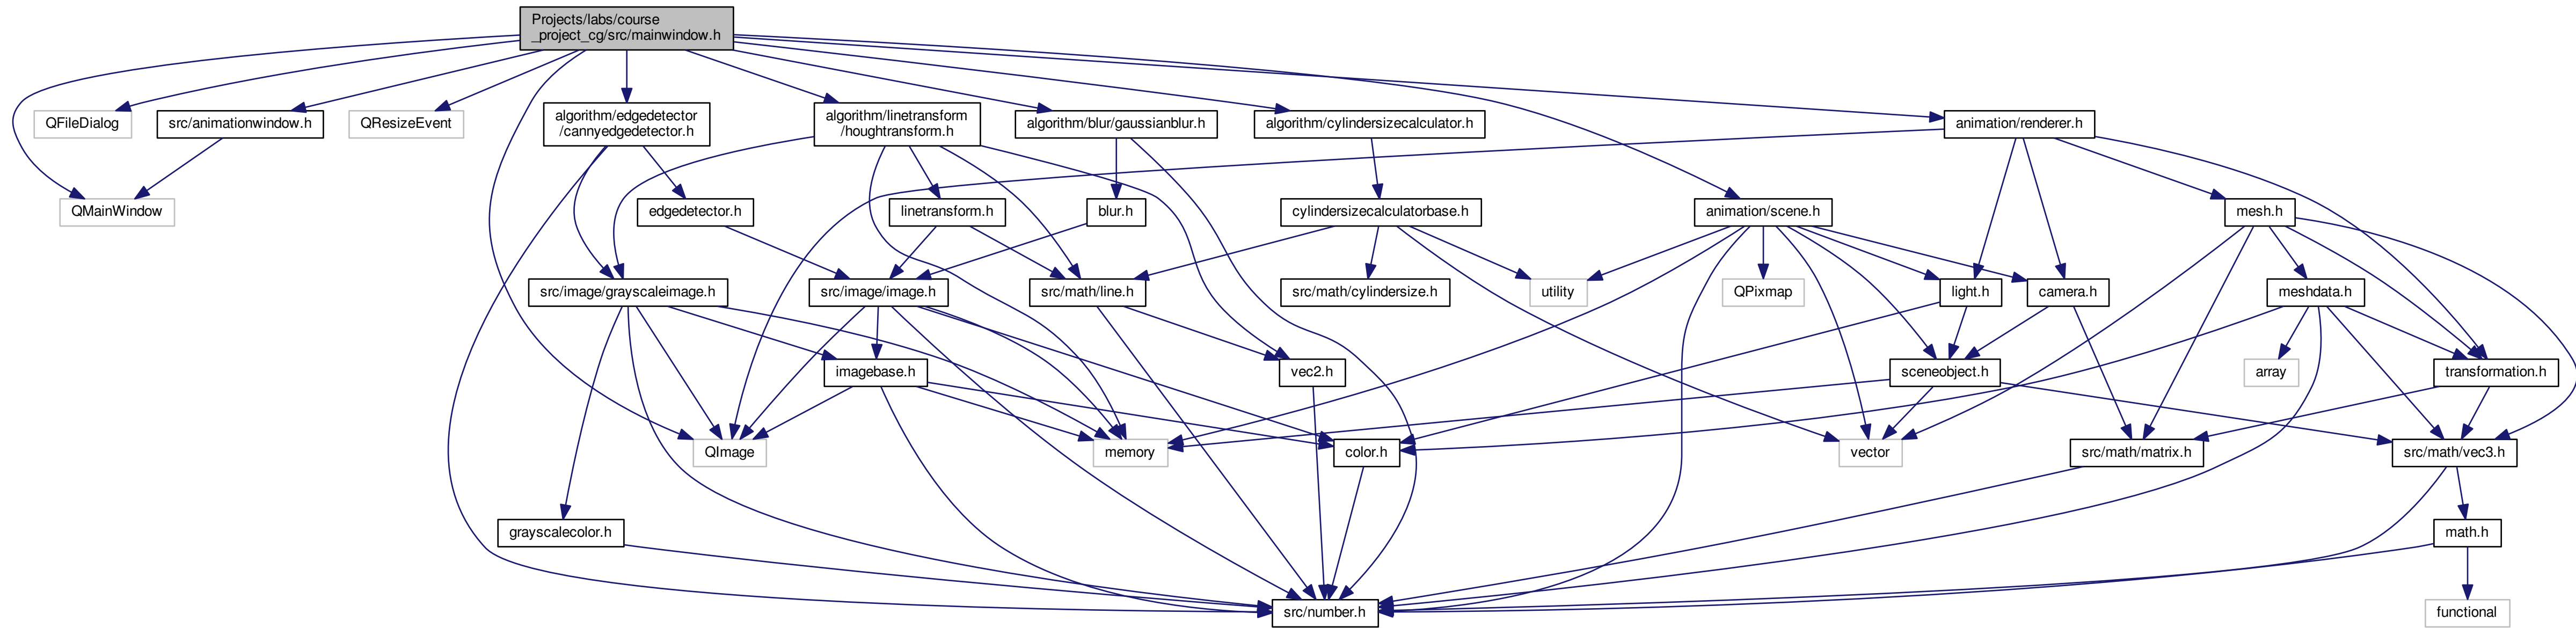 Projects/labs/course
_project_cg/src/mainwindow.h
QFileDialog
src/animationwindow.h
QResizeEvent
algorithm/edgedetector
/cannyedgedetector.h
algorithm/linetransform
/houghtransform.h
algorithm/blur/gaussianblur.h
algorithm/cylindersizecalculator.h
animation/renderer.h
QMainWindow
edgedetector.h
linetransform.h
blur.h
cylindersizecalculatorbase.h
animation/scene.h
mesh.h
src/image/grayscaleimage.h
src/image/image.h
src/math/line.h
src/math/cylindersize.h
utility
QPixmap
light.h
camera.h
meshdata.h
imagebase.h
vec2.h
sceneobject.h
array
transformation.h
QImage
memory
color.h
vector
src/math/matrix.h
src/math/vec3.h
grayscalecolor.h
math.h
src/number.h
functional